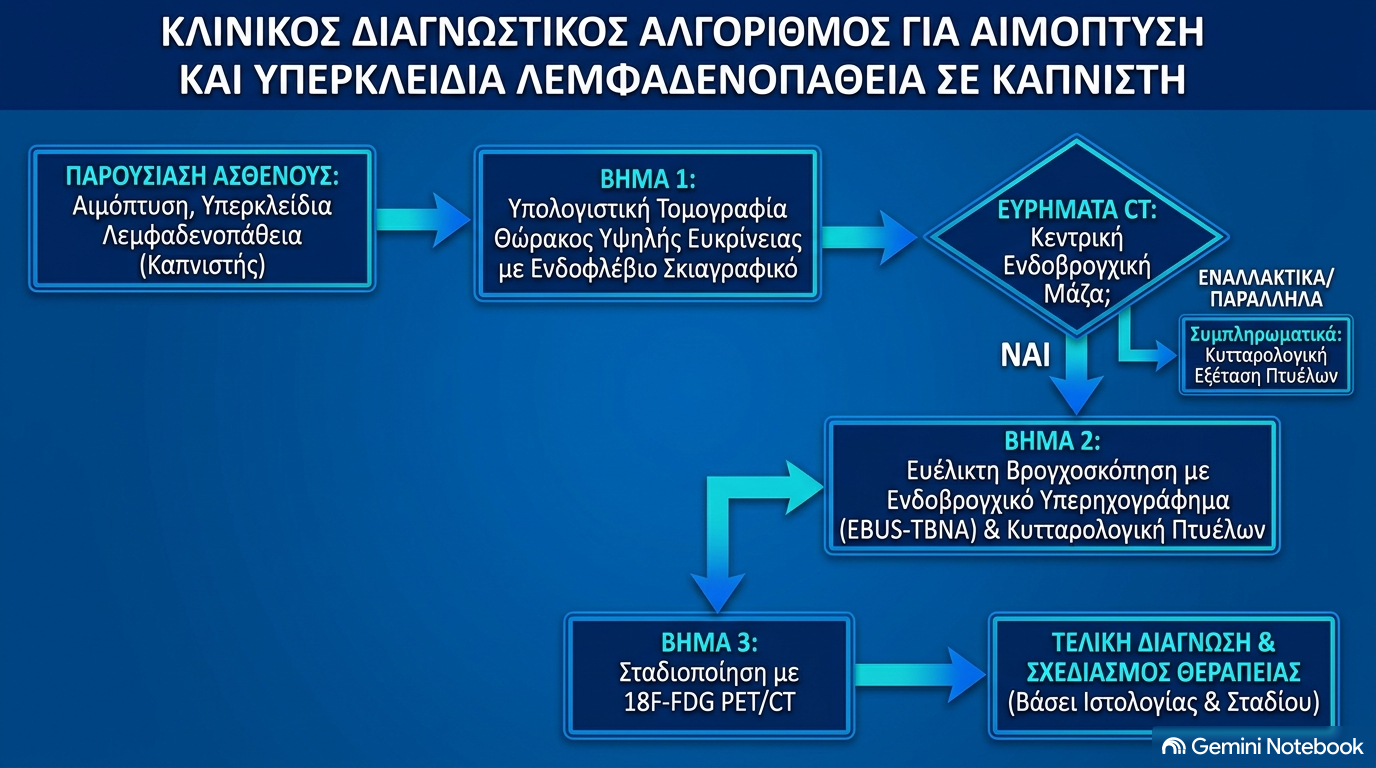 ΚΛΙΝΙΚΟΣ ΔΙΑΓΝΩΣΤΙΚΟΣ ΑΛΓΟΡΙΘΜΟΣ ΓΙΑ ΑΙΜΟΠΤΥΣΗ
ΚΑΙ ΥΠΕΡΚΛΕΙΔΙΑ ΛΕΜΦΑΔΕΝΟΠΑΘΕΙΑ ΣΕ ΚΑΠΝΙΣΤΗ
ΠΑΡΟΥΣΙΑΣΗ ΑΣΘΕΝΟΥΣ:
Αιμόπτυση, Υπερκλείδια
Λεμφαδενοπάθεια
(Καπνιστής)
ΒΗΜΑ 1:
Υπολογιστική Τομογραφία
Θώρακος Υψηλής Ευκρίνειας
με Ενδοφλέβιο Σκιαγραφικό
ΕΥΡΗΜΑΤΑ CT:
Κεντρική
Ενδοβρογχική
Μάζα;
ΕΝΑΛΛΑΚΤΙΚΑ/
ΠΑΡΑΛΛΗΛΑ
Συμπληρωματικά:
Κυτταρολογική
Εξέταση Πτυέλων
ΝΑΙ
ΒΗΜΑ 2:
Ευέλικτη Βρογχοσκόπηση με
Ενδοβρογχικό Υπερηχογράφημα
(EBUS-TBNA) & Κυτταρολογική Πτυέλων
ΒΗΜΑ 3:
Σταδιοποίηση με
18F-FDG PET/CT
ΤΕΛΙΚΗ ΔΙΑΓΝΩΣΗ &
ΣΧΕΔΙΑΣΜΟΣ ΘΕΡΑΠΕΙΑΣ
(Βάσει Ιστολογίας & Σταδίου)
Gemini Notebook